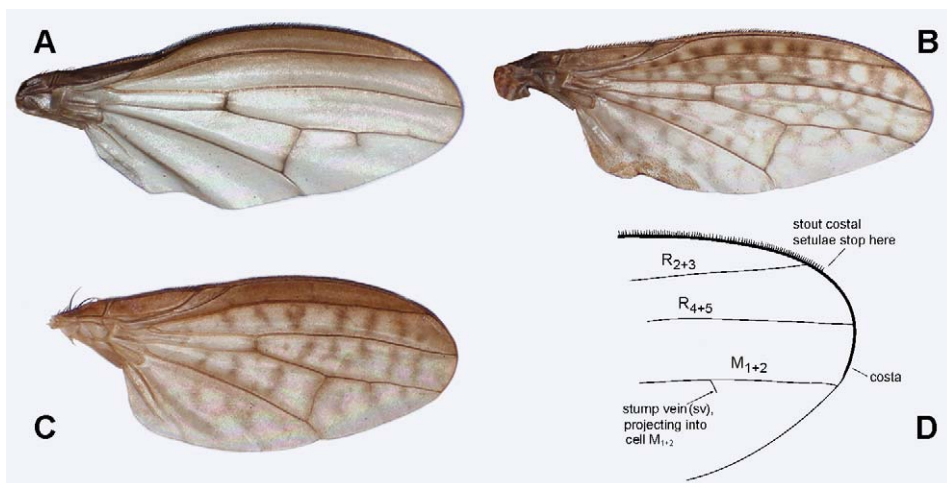 A
B
stout costal
setulae stop here
R2+3
R4+5
M1+2
costa
stump vein (sv),
projecting into
cell M1+2
C
D